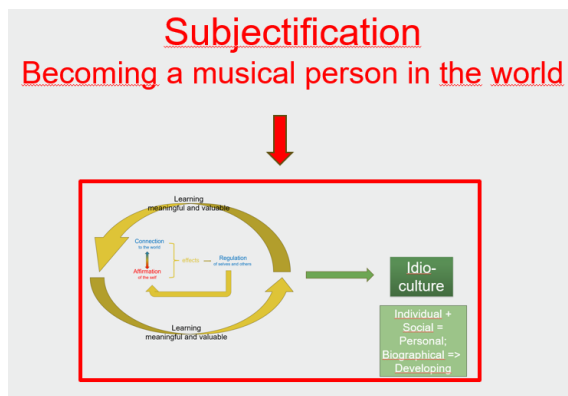 Subjectification
Becoming a musical person in the world
Learning
meaningful and valuable
Connection
to the world
effects
Regulation
of selves and others
Affirmation
of the self
Learning
meaningful and valuable
Idio-
culture
Individual +
Social =
Personal;
Biographical =>
Developing